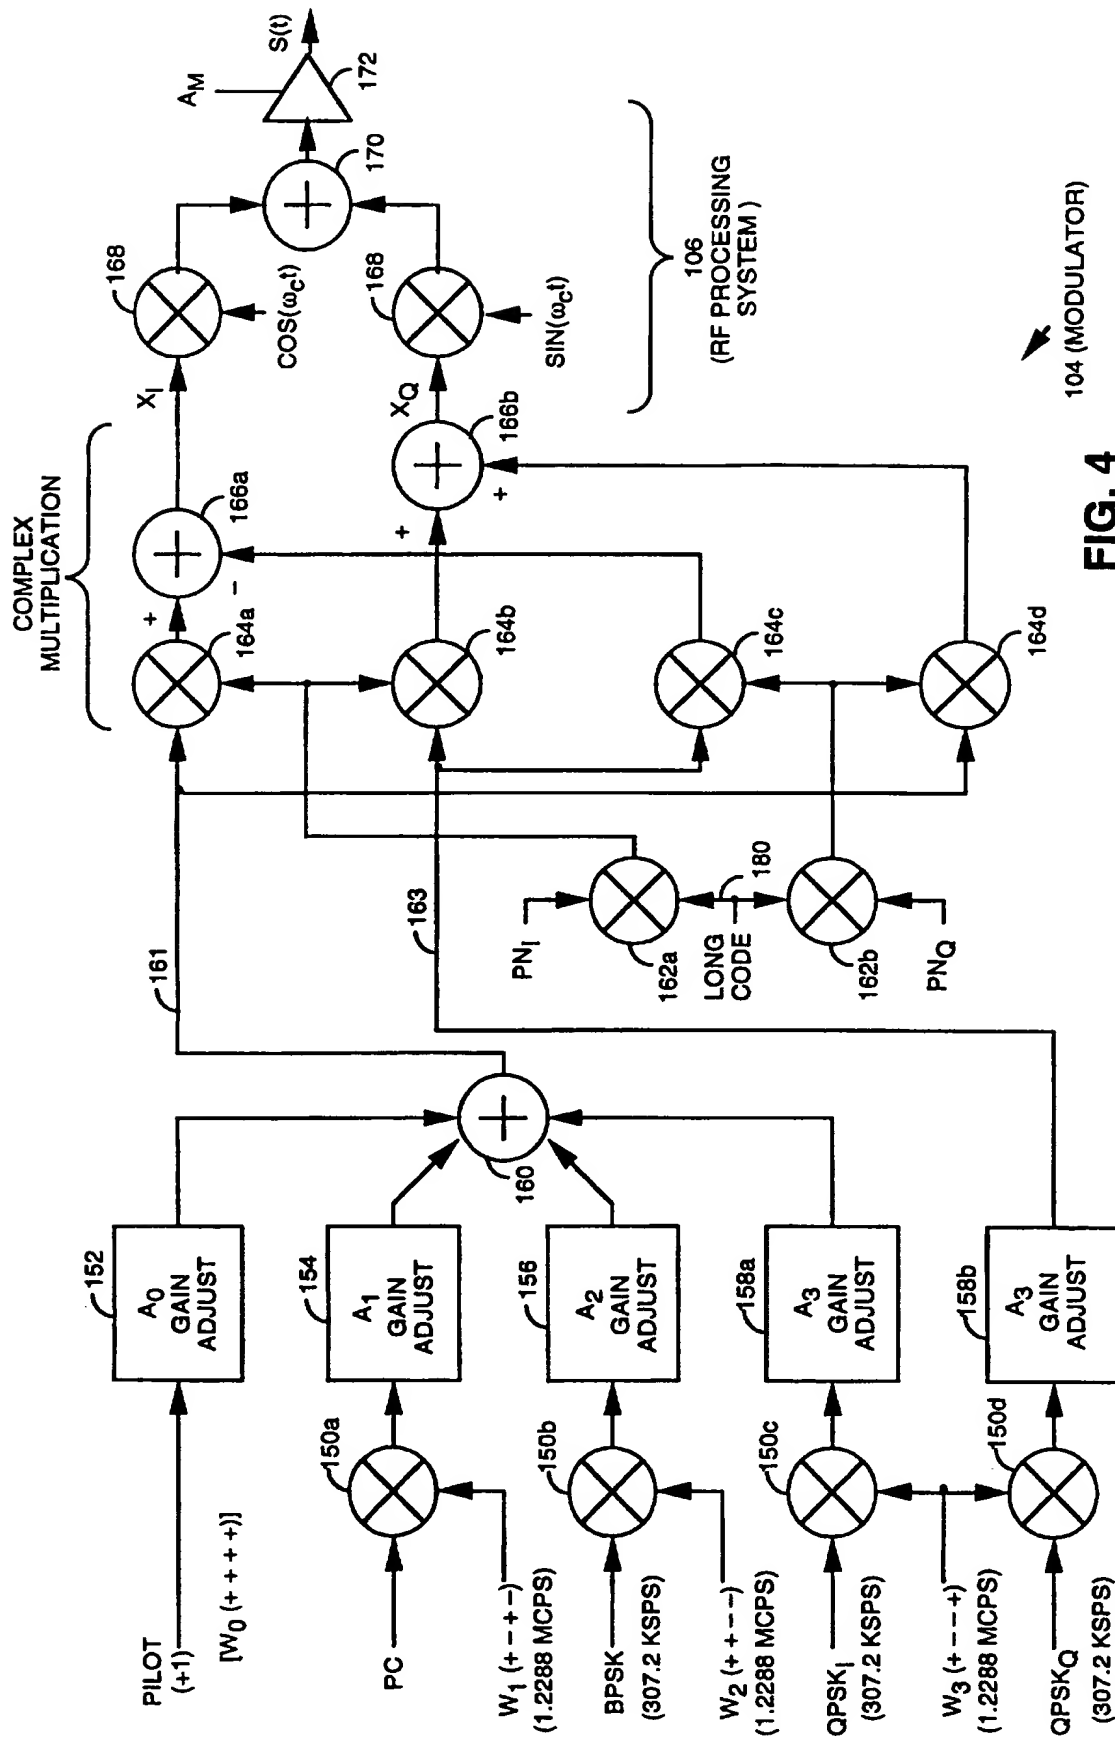 PILOT
(+1)
[W0 (+ + + +)]
152
A0
GAIN
ADJUST
PC
150a
W1 (+ – + –)
(1.2288 MCPS)
154
A1
GAIN
ADJUST
BPSK
(307.2 KSPS)
150b
W2 (+ + – –)
(1.2288 MCPS)
156
A2
GAIN
ADJUST
QPSKI
(307.2 KSPS)
150c
W3 (+ – – +)
(1.2288 MCPS)
158a
A3
GAIN
ADJUST
QPSKQ
(307.2 KSPS)
150d
158b
A3
GAIN
ADJUST
160
161
163
PNI
162a
LONG
CODE
180
162b
PNQ
COMPLEX
MULTIPLICATION
164a
+
–
166a
164b
+
+
166b
164c
164d
XI
168
COS(ωct)
XQ
168
SIN(ωct)
170
AM
172
S(t)
106
(RF PROCESSING
SYSTEM )
104 (MODULATOR)
FIG. 4